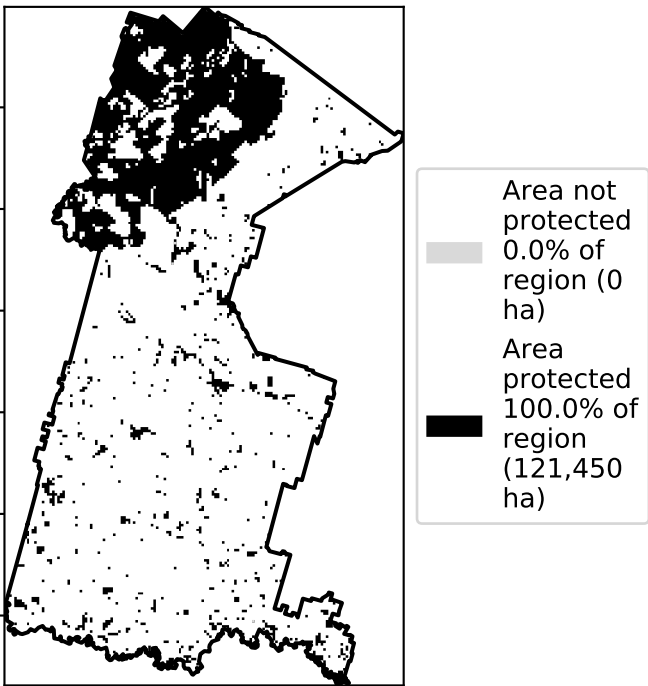 Area not
protected
0.0% of
region (0
ha)
Area
protected
100.0% of
region
(121,450
ha)